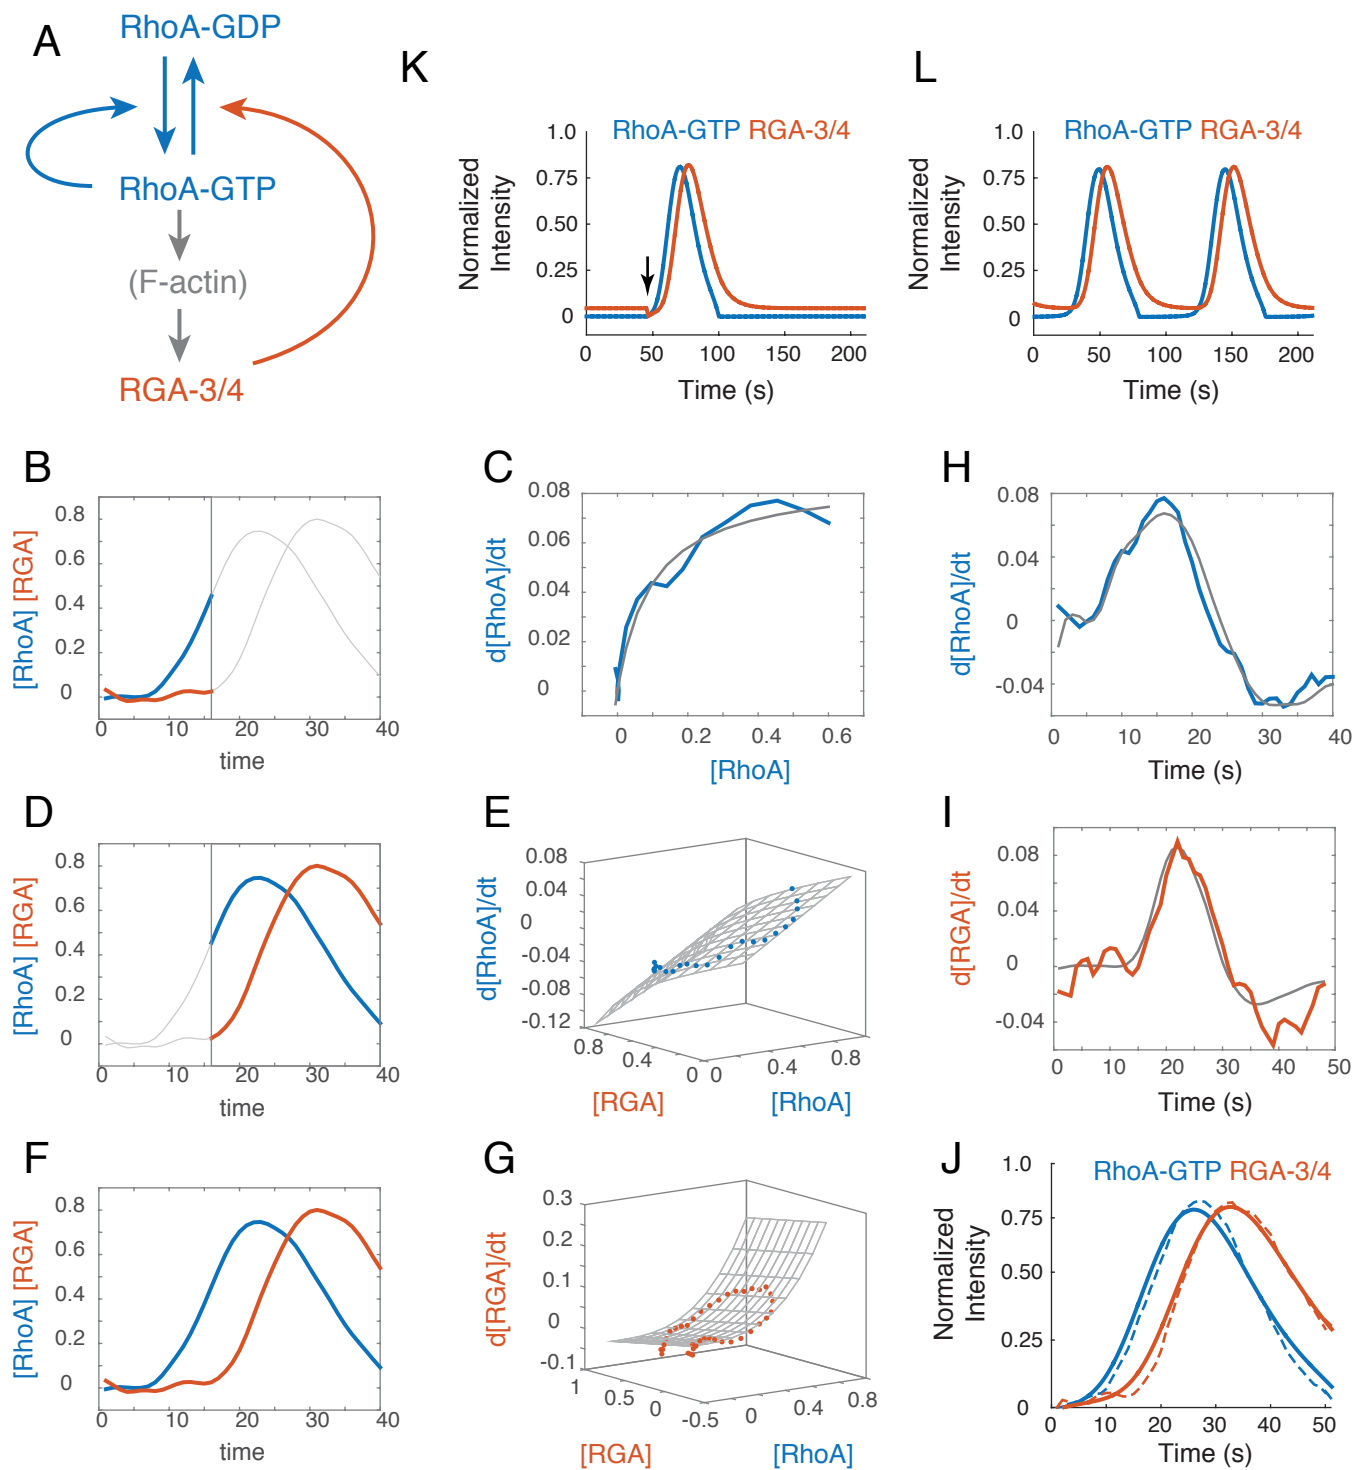 A
RhoA-GDP
RhoA-GTP
(F-actin)
RGA-3/4
K
RhoA-GTP RGA-3/4
Normalized
Intensity
1.0
0.75
0.50
0.25
0
0 50 100 150 200
Time (s)
L
RhoA-GTP RGA-3/4
Normalized
Intensity
1.0
0.75
0.50
0.25
0
0 50 100 150 200
Time (s)
B
[RhoA] [RGA]
0.8
0.6
0.4
0.2
0
0 10 20 30 40
time
C
d[RhoA]/dt
0.08
0.06
0.04
0.02
0
0 0.2 0.4 0.6
[RhoA]
H
d[RhoA]/dt
0.08
0.04
0
-0.04
0 10 20 30 40
Time (s)
D
[RhoA] [RGA]
0.8
0.6
0.4
0.2
0
0 10 20 30 40
time
E
d[RhoA]/dt
0.08
0.04
0
-0.04
-0.08
-0.12
0.8 0.4 0
0 0.4 0.8
[RGA] [RhoA]
I
d[RGA]/dt
0.08
0.04
0
-0.04
0 10 20 30 40 50
Time (s)
F
[RhoA] [RGA]
0.8
0.6
0.4
0.2
0
0 10 20 30 40
time
G
d[RGA]/dt
0.3
0.2
0.1
0
-0.1
1 0.5 0 -0.5
0 0.4 0.8
[RGA] [RhoA]
J
RhoA-GTP RGA-3/4
Normalized
Intensity
1.0
0.75
0.50
0.25
0
0 10 20 30 40 50
Time (s)